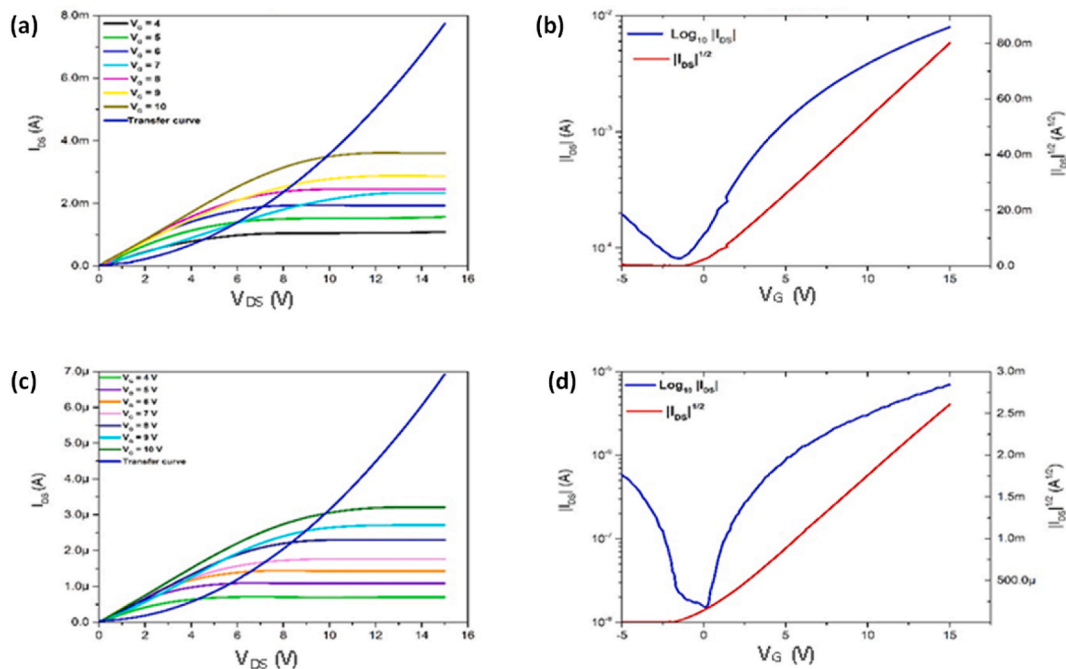 (a)
8.0m
6.0m
4.0m
2.0m
0.0
I_DS (A)
V_G = 4
V_G = 5
V_G = 6
V_G = 7
V_G = 8
V_G = 9
V_G = 10
Transfer curve
0 2 4 6 8 10 12 14 16
V_DS (V)
(b)
10^-2
10^-3
10^-4
|I_DS| (A)
Log_10 |I_DS|
|I_DS|^1/2
80.0m
60.0m
40.0m
20.0m
0.0
||I_DS|^1/2 (A^1/2)
-5 0 5 10 15
V_G (V)
(c)
7.0µ
6.0µ
5.0µ
4.0µ
3.0µ
2.0µ
1.0µ
0.0
I_DS (A)
V_G = 4 V
V_G = 5 V
V_G = 6 V
V_G = 7 V
V_G = 8 V
V_G = 9 V
V_G = 10 V
Transfer curve
0 2 4 6 8 10 12 14 16
V_DS (V)
(d)
10^-5
10^-6
10^-7
10^-8
|I_DS| (A)
Log_10 |I_DS|
|I_DS|^1/2
3.0m
2.5m
2.0m
1.5m
1.0m
500.0µ
||I_DS|^1/2 (A^1/2)
-5 0 5 10 15
V_G (V)